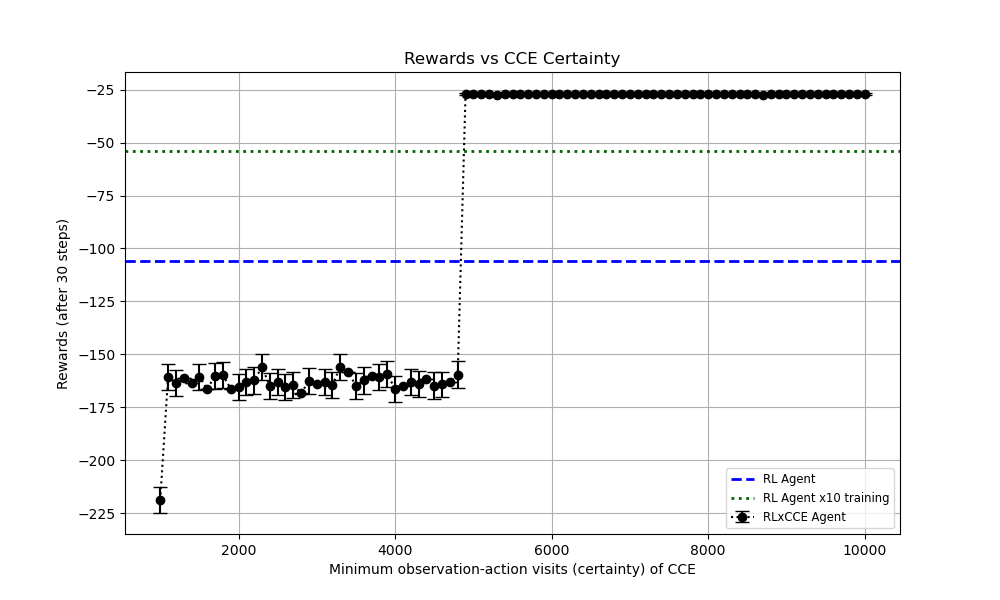 Rewards vs CCE Certainty
Rewards (after 30 steps)
−25
−50
−75
−100
−125
−150
−175
−200
−225
2000
4000
6000
8000
10000
Minimum observation-action visits (certainty) of CCE
RL Agent
RL Agent x10 training
RLxCCE Agent